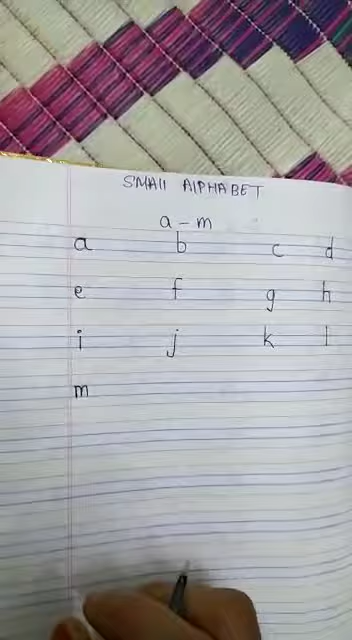 SMAll AlPHABET
a - m
a b c d
e f g h
i j k l
m